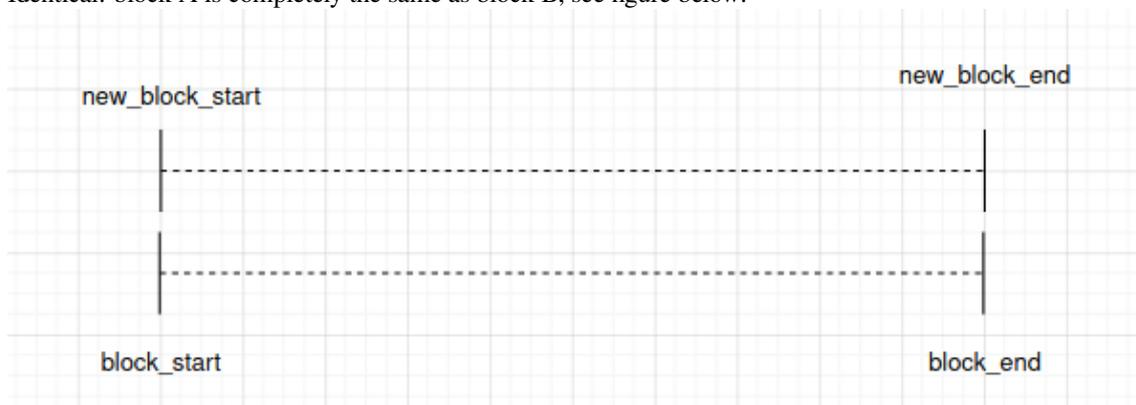 Identical: block A is completely the same as block B, see figure below.
new_block_end
new_block_start
block_start
block_end